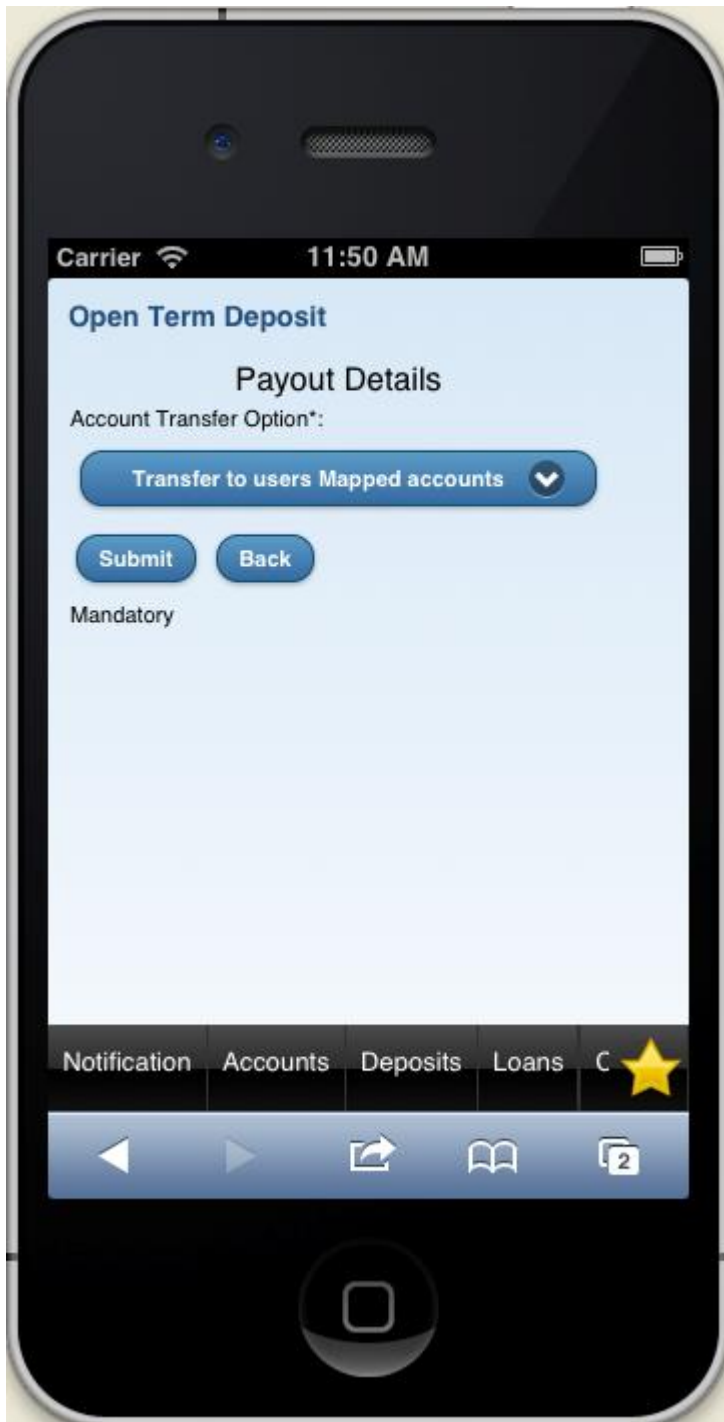 Carrier 11:50 AM
Open Term Deposit
Payout Details
Account Transfer Option*:
Transfer to users Mapped accounts
Submit Back
Mandatory
Notification Accounts Deposits Loans C
2